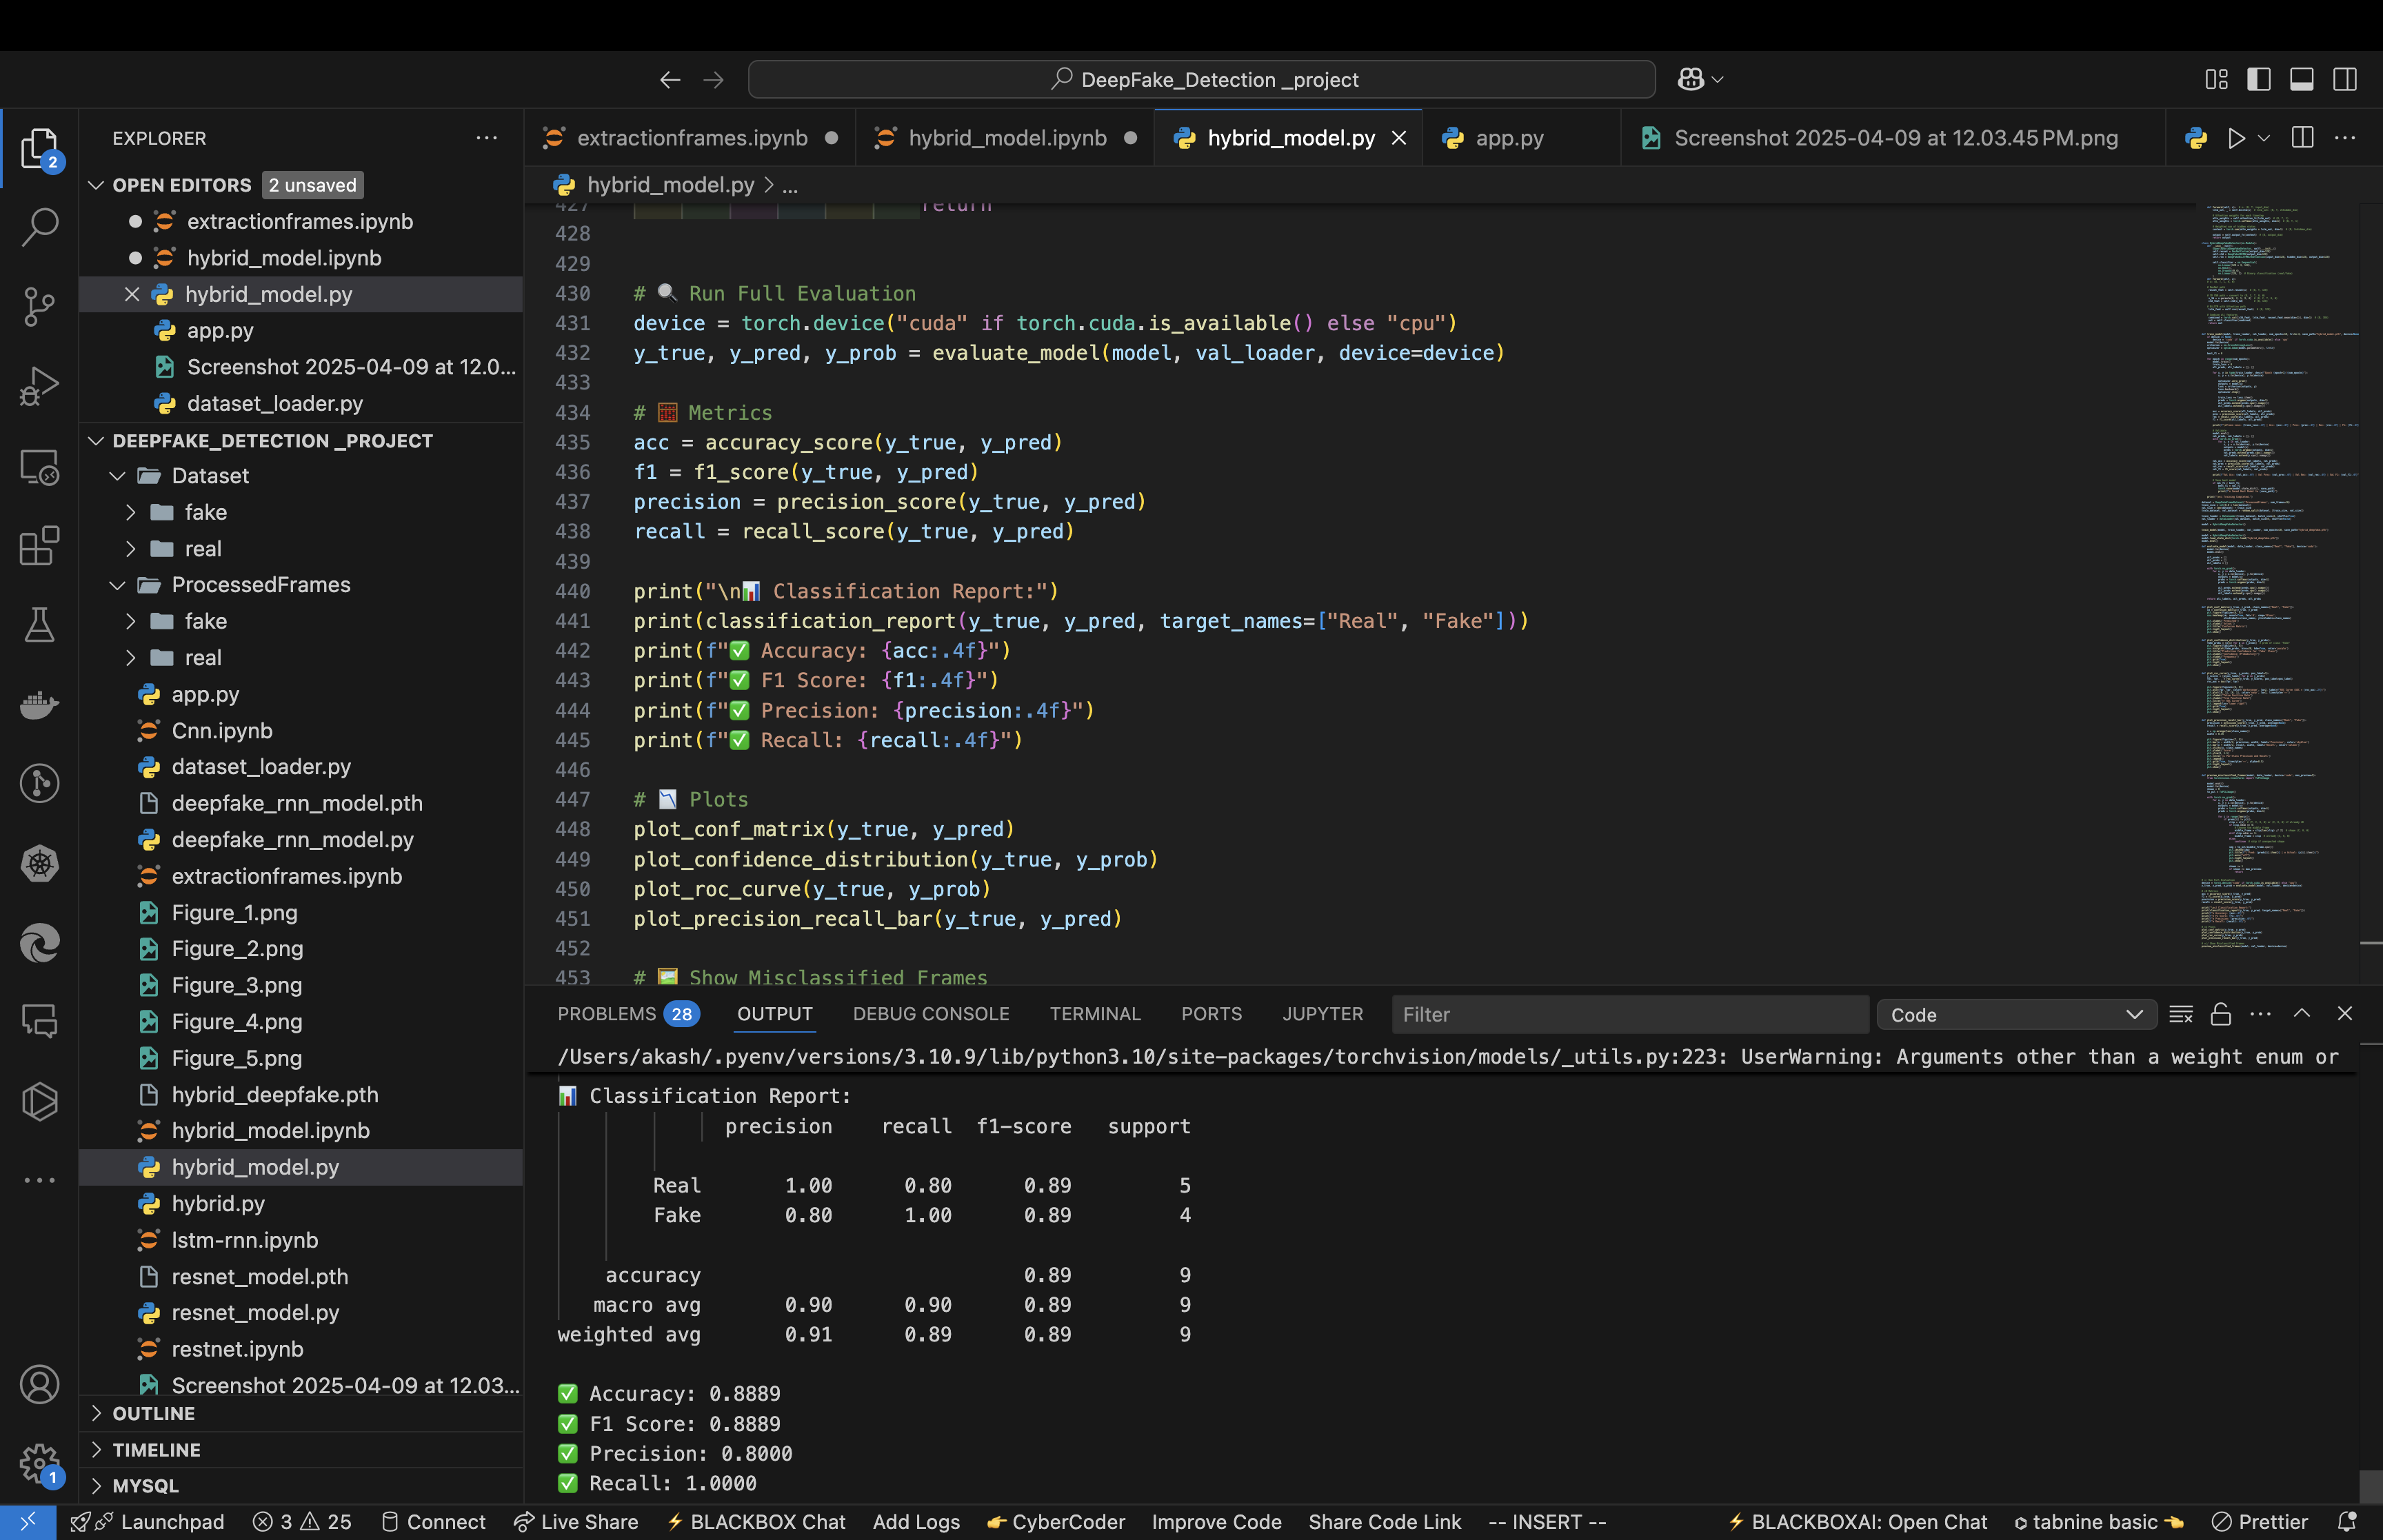 DeepFake_Detection _project
EXPLORER
extractionframes.ipynb
hybrid_model.ipynb
hybrid_model.py
app.py
Screenshot 2025-04-09 at 12.03.45 PM.png
2
OPEN EDITORS 2 unsaved
extractionframes.ipynb
hybrid_model.ipynb
hybrid_model.py
app.py
Screenshot 2025-04-09 at 12.0...
dataset_loader.py
DEEPFAKE_DETECTION _PROJECT
Dataset
fake
real
ProcessedFrames
fake
real
app.py
Cnn.ipynb
dataset_loader.py
deepfake_rnn_model.pth
deepfake_rnn_model.py
extractionframes.ipynb
Figure_1.png
Figure_2.png
Figure_3.png
Figure_4.png
Figure_5.png
hybrid_deepfake.pth
hybrid_model.ipynb
hybrid_model.py
hybrid.py
lstm-rnn.ipynb
resnet_model.pth
resnet_model.py
restnet.ipynb
Screenshot 2025-04-09 at 12.03...
OUTLINE
TIMELINE
MYSQL
1
hybrid_model.py > ...
427 return
428
429
430 # 🔍 Run Full Evaluation
431 device = torch.device("cuda" if torch.cuda.is_available() else "cpu")
432 y_true, y_pred, y_prob = evaluate_model(model, val_loader, device=device)
433
434 # 🧮 Metrics
435 acc = accuracy_score(y_true, y_pred)
436 f1 = f1_score(y_true, y_pred)
437 precision = precision_score(y_true, y_pred)
438 recall = recall_score(y_true, y_pred)
439
440 print("\n📊 Classification Report:")
441 print(classification_report(y_true, y_pred, target_names=["Real", "Fake"]))
442 print(f"✅ Accuracy: {acc:.4f}")
443 print(f"✅ F1 Score: {f1:.4f}")
444 print(f"✅ Precision: {precision:.4f}")
445 print(f"✅ Recall: {recall:.4f}")
446
447 # 📉 Plots
448 plot_conf_matrix(y_true, y_pred)
449 plot_confidence_distribution(y_true, y_prob)
450 plot_roc_curve(y_true, y_prob)
451 plot_precision_recall_bar(y_true, y_pred)
452
453 # 🖼️ Show Misclassified Frames
PROBLEMS 28 OUTPUT DEBUG CONSOLE TERMINAL PORTS JUPYTER Filter Code
/Users/akash/.pyenv/versions/3.10.9/lib/python3.10/site-packages/torchvision/models/_utils.py:223: UserWarning: Arguments other than a weight enum or
📊 Classification Report:
precision recall f1-score support
Real 1.00 0.80 0.89 5
Fake 0.80 1.00 0.89 4
accuracy 0.89 9
macro avg 0.90 0.90 0.89 9
weighted avg 0.91 0.89 0.89 9
✅ Accuracy: 0.8889
✅ F1 Score: 0.8889
✅ Precision: 0.8000
✅ Recall: 1.0000
Launchpad 3 25 Connect Live Share ⚡ BLACKBOX Chat Add Logs 👉 CyberCoder Improve Code Share Code Link -- INSERT -- ⚡ BLACKBOXAI: Open Chat tabnine basic 👈 Prettier